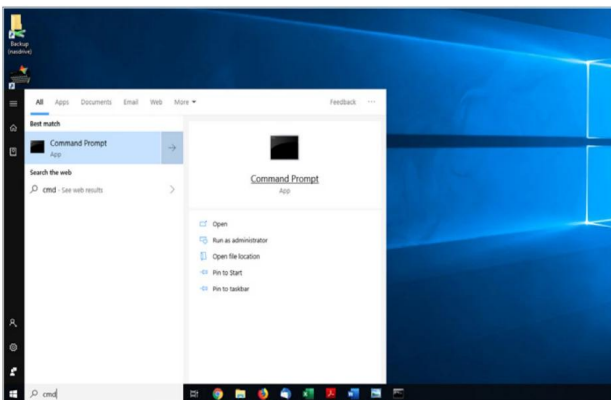 Backup
(nasdrive)
All Apps Documents Email Web More Feedback ...
Best match
Command Prompt
App
Search the web
cmd - See web results
Command Prompt
App
Open
Run as administrator
Open file location
Pin to Start
Pin to taskbar
cmd